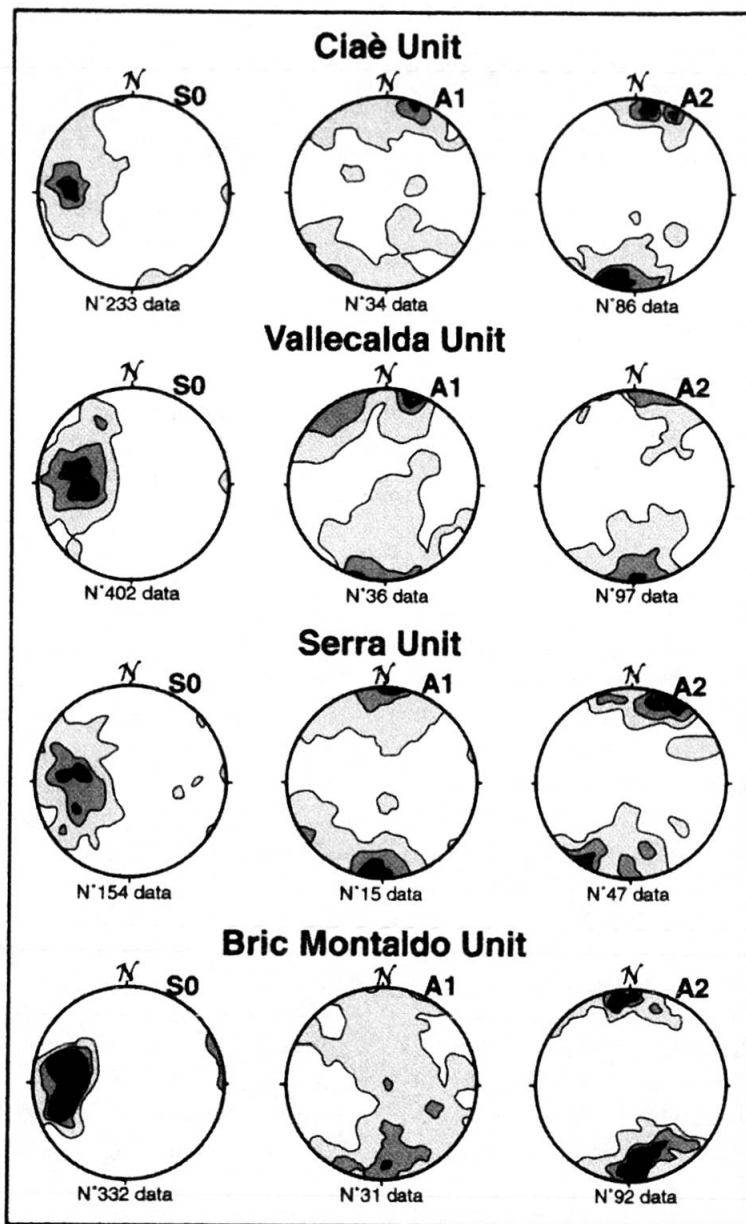 Ciaè Unit
N S0 N A1 N A2
N°233 data N°34 data N°86 data
Vallecalda Unit
N S0 N A1 N A2
N°402 data N°36 data N°97 data
Serra Unit
N S0 N A1 N A2
N°154 data N°15 data N°47 data
Bric Montaldo Unit
N S0 N A1 N A2
N°332 data N°31 data N°92 data